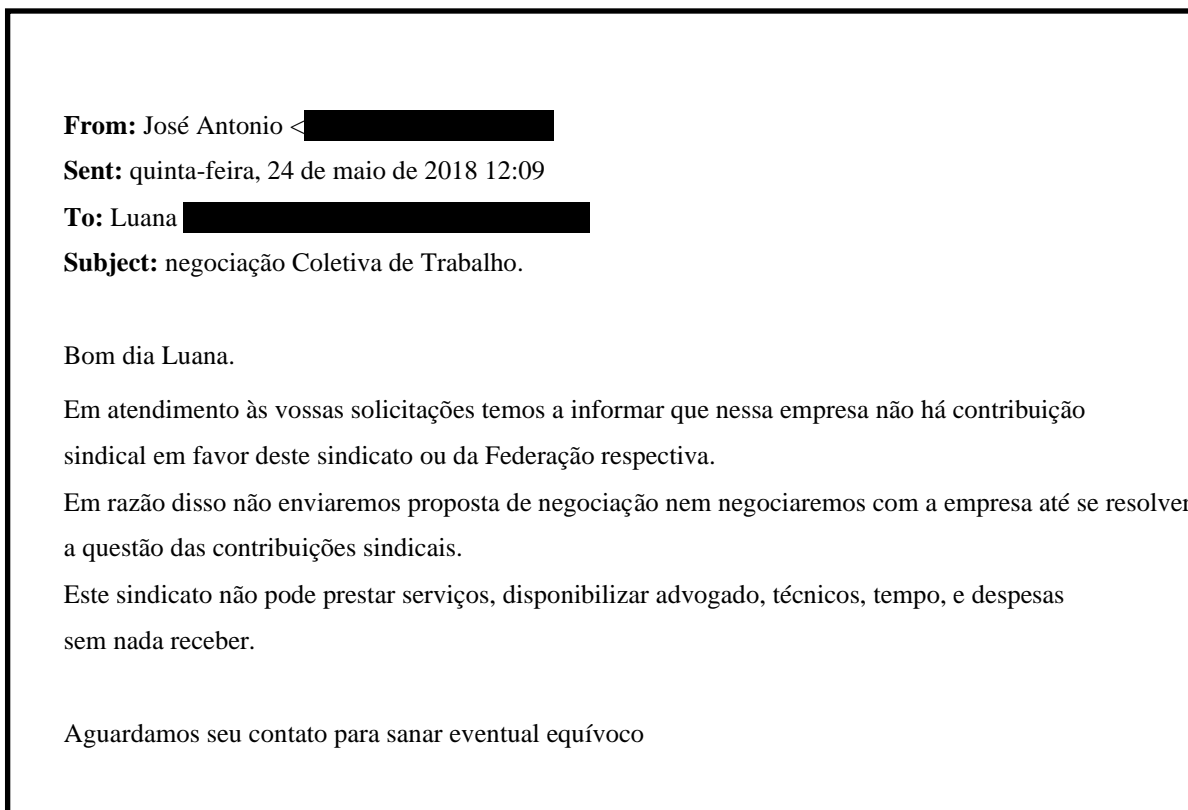 From: José Antonio <
Sent: quinta-feira, 24 de maio de 2018 12:09
To: Luana
Subject: negociação Coletiva de Trabalho.
Bom dia Luana.
Em atendimento às vossas solicitações temos a informar que nessa empresa não há contribuição
sindical em favor deste sindicato ou da Federação respectiva.
Em razão disso não enviaremos proposta de negociação nem negociaremos com a empresa até se resolver
a questão das contribuições sindicais.
Este sindicato não pode prestar serviços, disponibilizar advogado, técnicos, tempo, e despesas
sem nada receber.
Aguardamos seu contato para sanar eventual equívoco